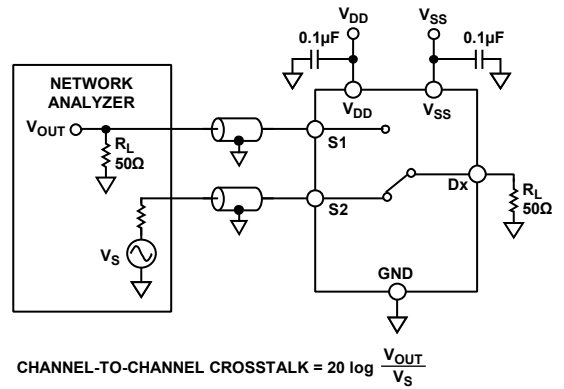 V_DD
V_SS
0.1µF
0.1µF
NETWORK
ANALYZER
V_DD
V_SS
V_OUT
R_L
50Ω
S1
S2
Dx
R_L
50Ω
V_S
GND
CHANNEL-TO-CHANNEL CROSSTALK = 20 log V_OUT / V_S